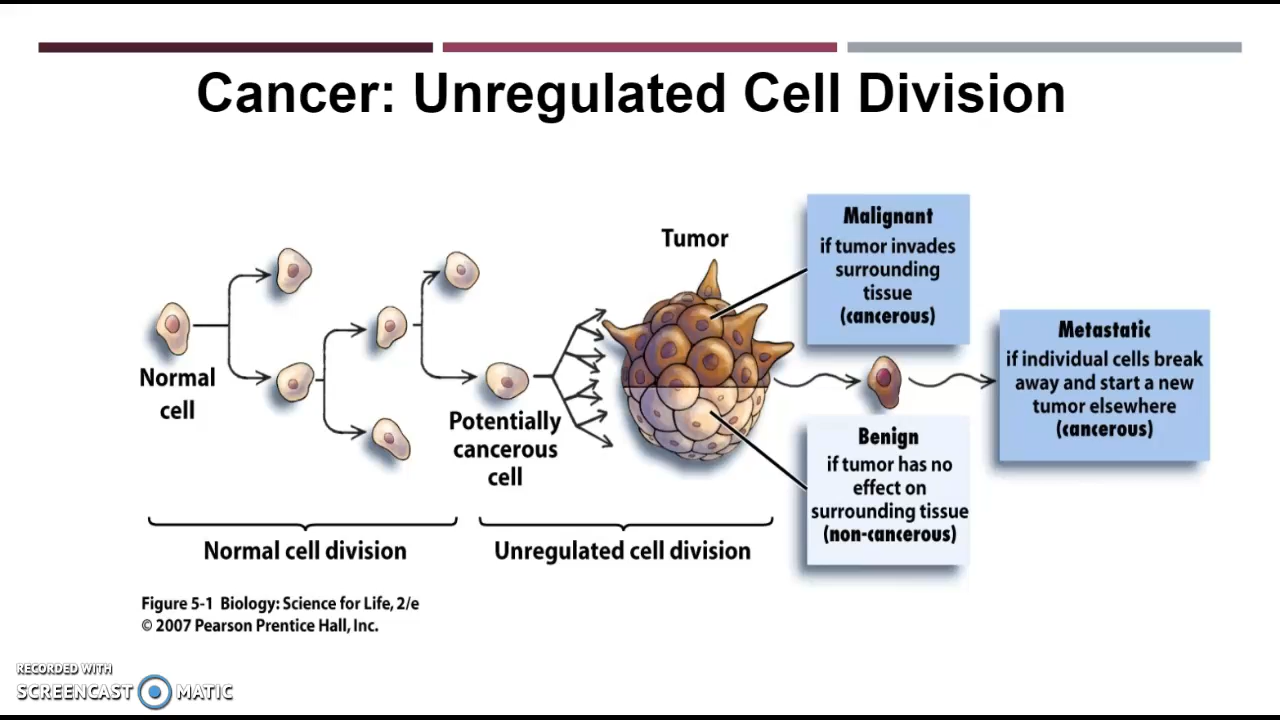 Cancer: Unregulated Cell Division
Tumor
Malignant
if tumor invades
surrounding
tissue
(cancerous)
Normal
cell
Potentially
cancerous
cell
Metastatic
if individual cells break
away and start a new
tumor elsewhere
(cancerous)
Benign
if tumor has no
effect on
surrounding tissue
(non-cancerous)
Normal cell division
Unregulated cell division
Figure 5-1 Biology: Science for Life, 2/e
© 2007 Pearson Prentice Hall, Inc.
RECORDED WITH
SCREENCAST MATIC